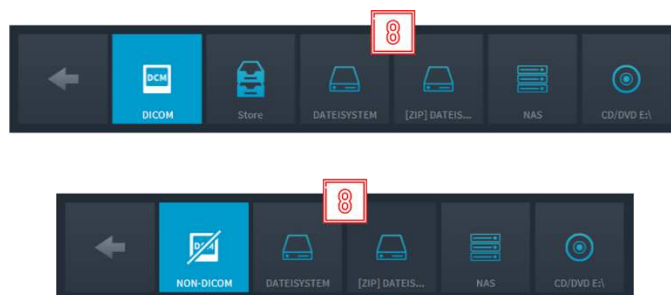 8
DCM
DICOM Store DATEISYSTEM [ZIP] DATEIS... NAS CD/DVD E:\
8
DCM
NON-DICOM DATEISYSTEM [ZIP] DATEIS... NAS CD/DVD E:\